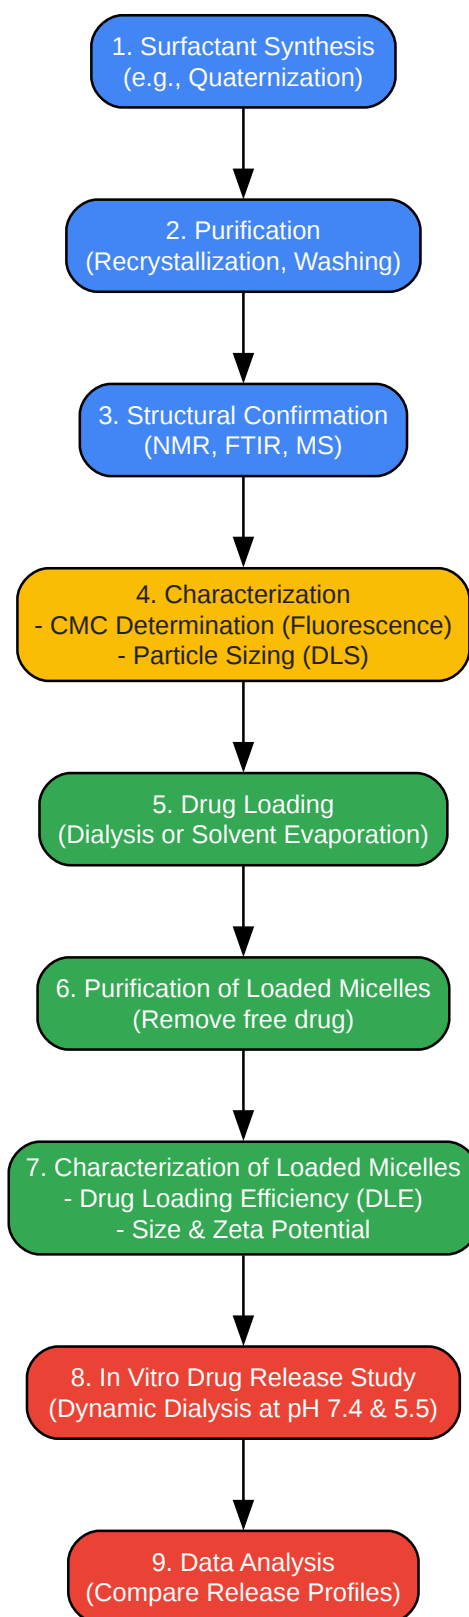 1. Surfactant Synthesis
(e.g., Quaternization)
2. Purification
(Recrystallization, Washing)
3. Structural Confirmation
(NMR, FTIR, MS)
4. Characterization
- CMC Determination (Fluorescence)
- Particle Sizing (DLS)
5. Drug Loading
(Dialysis or Solvent Evaporation)
6. Purification of Loaded Micelles
(Remove free drug)
7. Characterization of Loaded Micelles
- Drug Loading Efficiency (DLE)
- Size & Zeta Potential
8. In Vitro Drug Release Study
(Dynamic Dialysis at pH 7.4 & 5.5)
9. Data Analysis
(Compare Release Profiles)